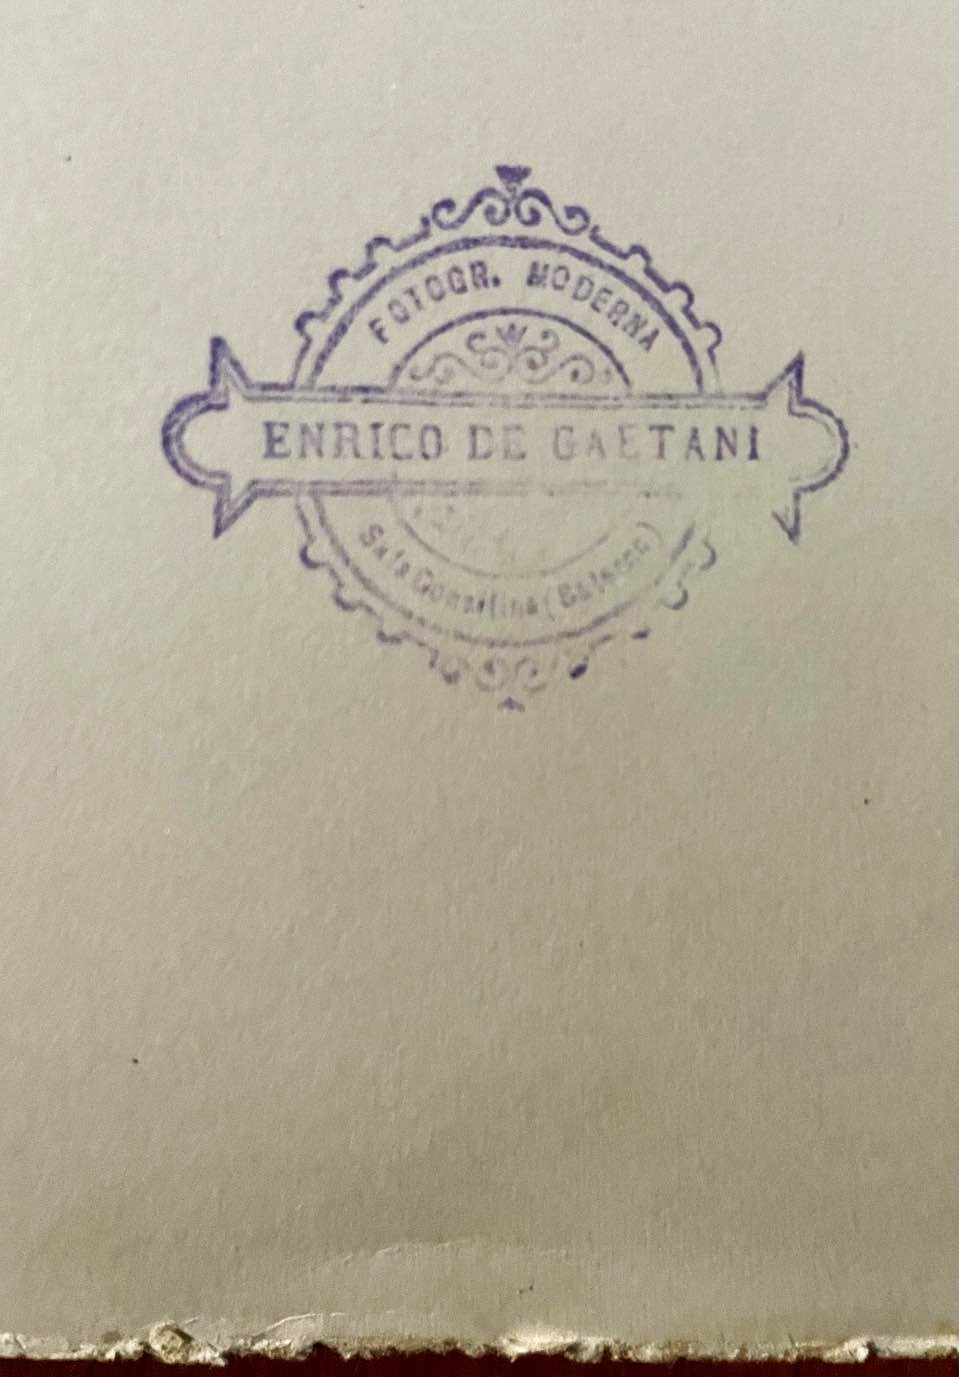 FOTOGR. MODERNA
ENRICO DE GAETANI
Sala Consilina (Salerno)